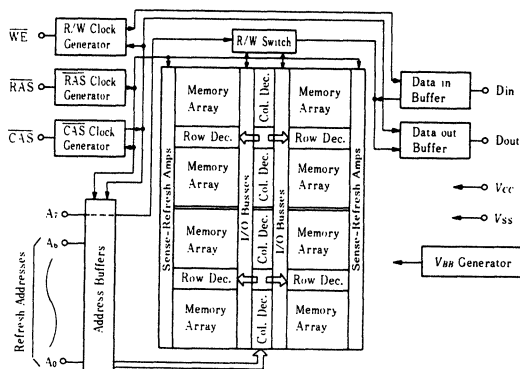 WE
R/W Clock
Generator
RAS
RAS Clock
Generator
CAS
CAS Clock
Generator
R/W Switch
Data in
Buffer
Din
Data out
Buffer
Dout
VCC
VSS
VBB Generator
A7
A6
A0
Refresh Addresses
Address Buffers
Sense-Refresh Amps
Memory
Array
Row Dec.
Memory
Array
Memory
Array
Row Dec.
Memory
Array
I/O Busses
Col. Dec.
Col. Dec.
Col. Dec.
Col. Dec.
I/O Busses
Memory
Array
Row Dec.
Memory
Array
Memory
Array
Row Dec.
Memory
Array
Sense-Refresh Amps